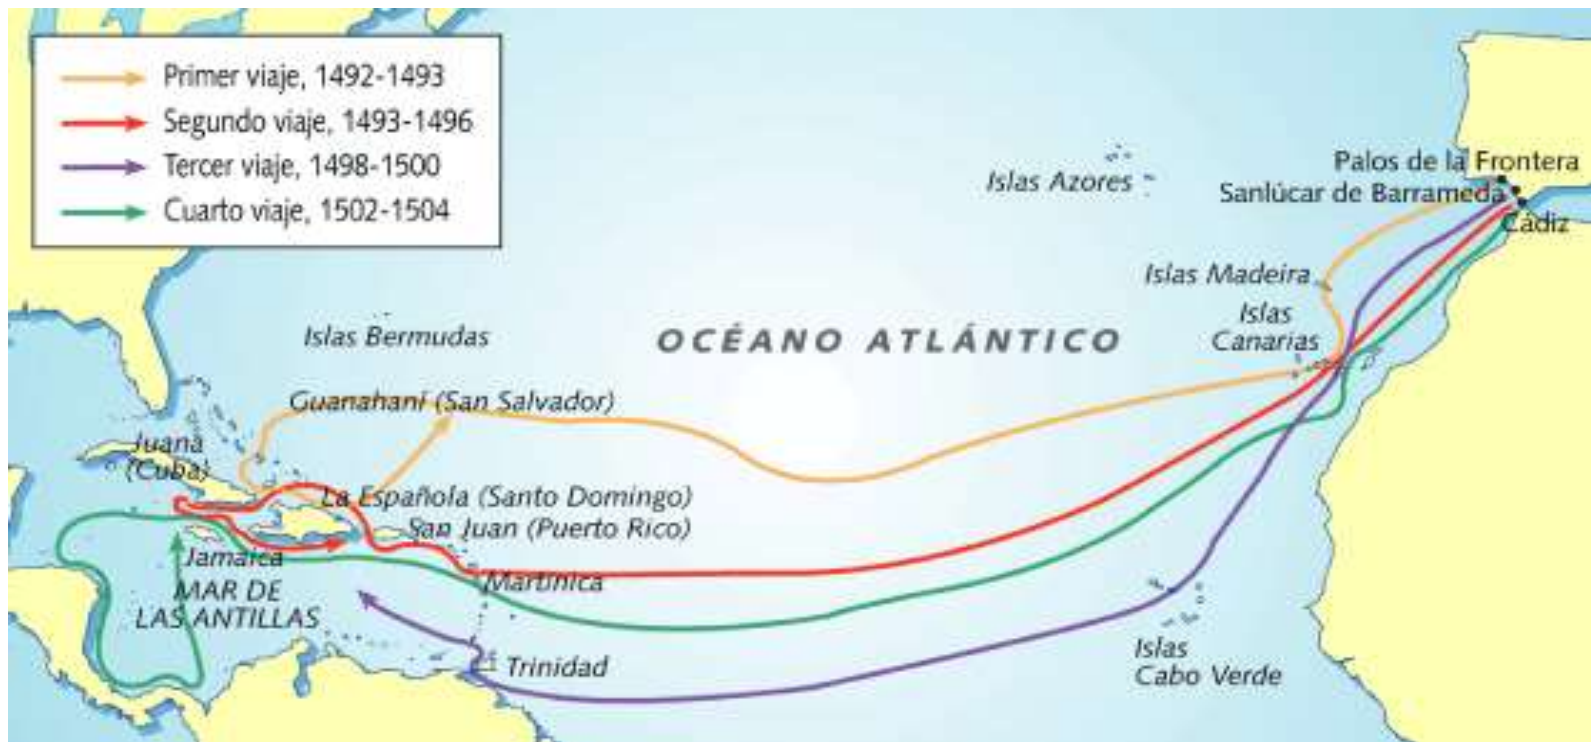 Primer viaje, 1492-1493
Segundo viaje, 1493-1496
Tercer viaje, 1498-1500
Cuarto viaje, 1502-1504
Palos de la Frontera
Sanlúcar de Barrameda
Cádiz
Islas Azores
Islas Madeira
Islas
Canarias
Islas Bermudas
OCÉANO ATLÁNTICO
Guanahaní (San Salvador)
Juana
(Cuba)
La Española (Santo Domingo)
San Juan (Puerto Rico)
Jamaica
Martinica
MAR DE
LAS ANTILLAS
Trinidad
Islas
Cabo Verde